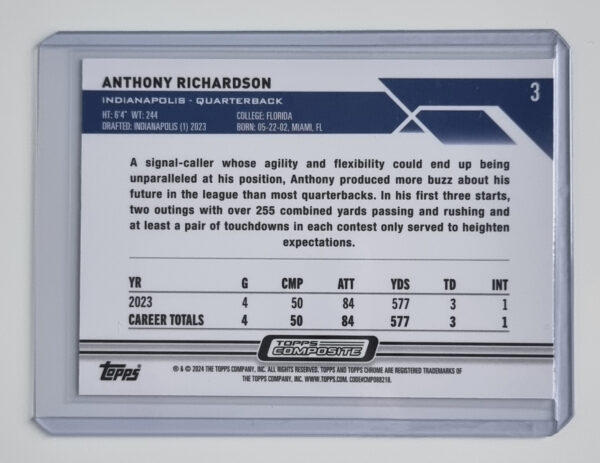 ANTHONY RICHARDSON
3
INDIANAPOLIS - QUARTERBACK
HT: 6'4" WT: 244 COLLEGE: FLORIDA
DRAFTED: INDIANAPOLIS (1) 2023 BORN: 05-22-02, MIAMI, FL
A signal-caller whose agility and flexibility could end up being
unparalleled at his position, Anthony produced more buzz about his
future in the league than most quarterbacks. In his first three starts,
two outings with over 255 combined yards passing and rushing and
at least a pair of touchdowns in each contest only served to heighten
expectations.
YR G CMP ATT YDS TD INT
2023 4 50 84 577 3 1
CAREER TOTALS 4 50 84 577 3 1
TOPPS
COMPOSITE
Topps
® & © 2024 THE TOPPS COMPANY, INC. ALL RIGHTS RESERVED. TOPPS AND TOPPS CHROME ARE REGISTERED TRADEMARKS OF
THE TOPPS COMPANY, INC. WWW.TOPPS.COM. CODE#CMP088218.